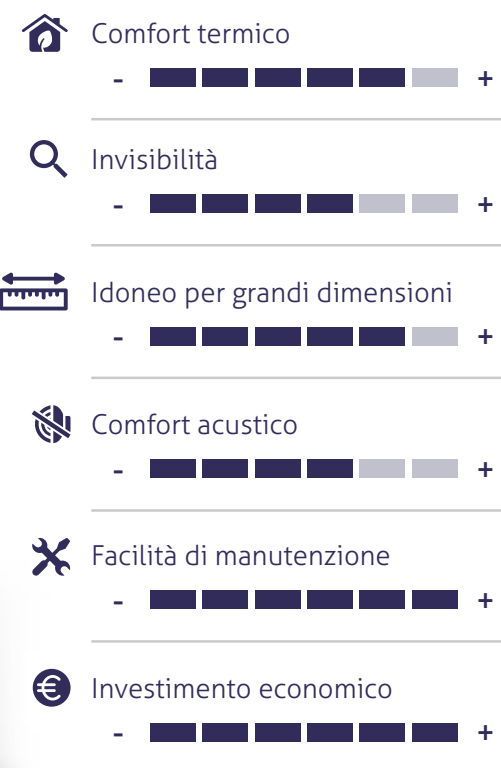 Comfort termico
- +
Invisibilità
- +
Idoneo per grandi dimensioni
- +
Comfort acustico
- +
Facilità di manutenzione
- +
Investimento economico
- +